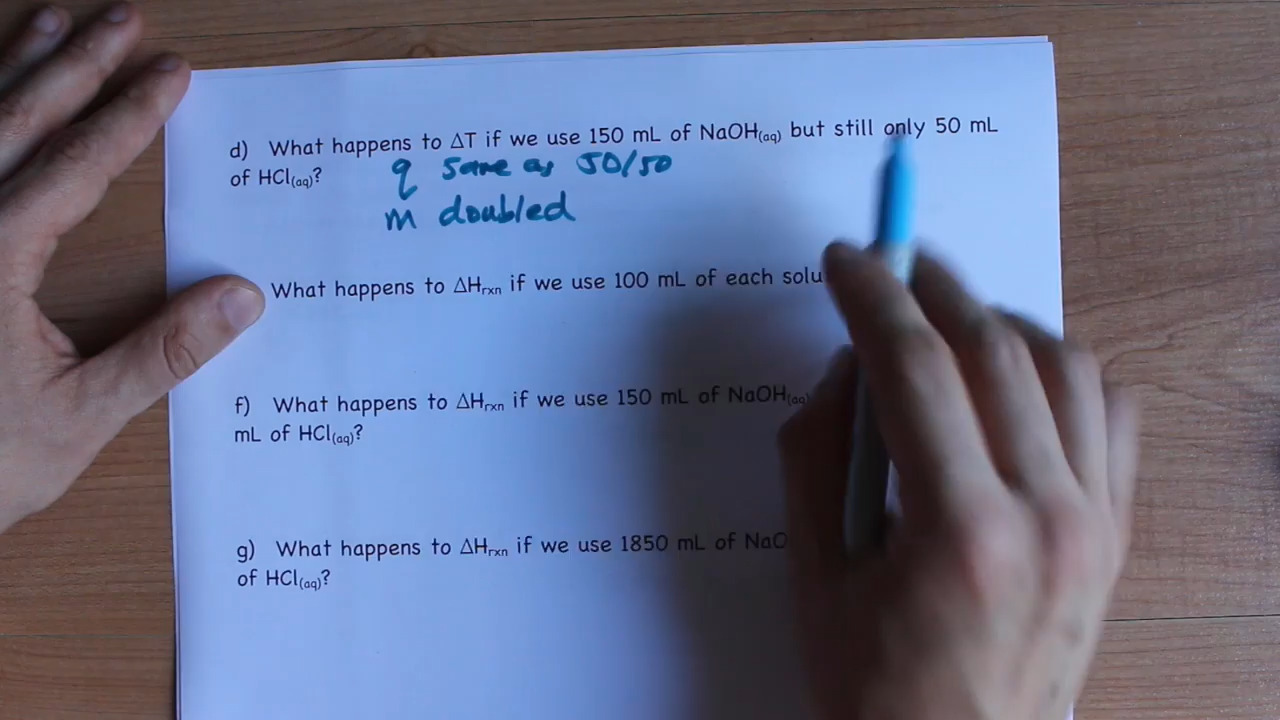 d) What happens to ΔT if we use 150 mL of NaOH(aq) but still only 50 mL
of HCl(aq)?
q same as 50/50
m doubled
What happens to ΔHrxn if we use 100 mL of each solu
f) What happens to ΔHrxn if we use 150 mL of NaOH(aq)
mL of HCl(aq)?
g) What happens to ΔHrxn if we use 1850 mL of NaO
of HCl(aq)?